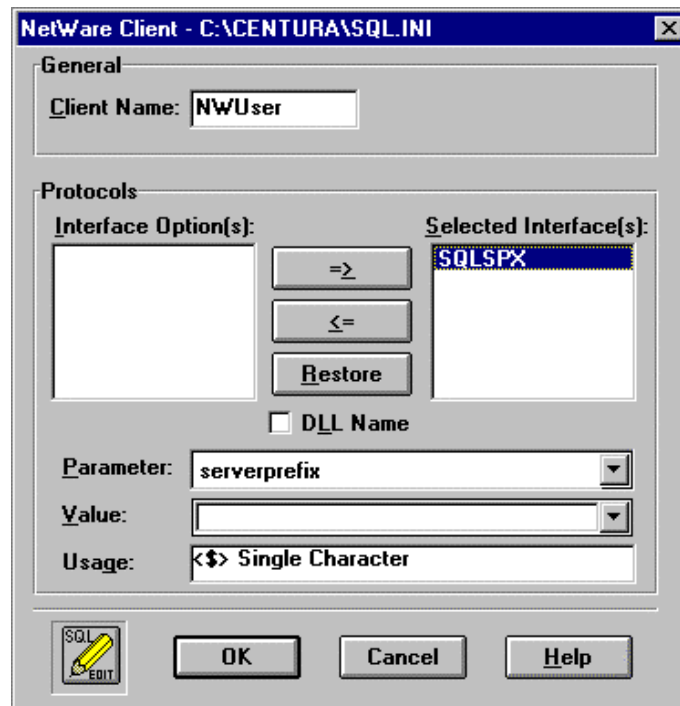 NetWare Client - C:\CENTURA\SQL.INI
General
Client Name: NWUser
Protocols
Interface Option(s):
Selected Interface(s):
SQLSPX
=>
<=
Restore
DLL Name
Parameter: serverprefix
Value:
Usage: <$> Single Character
SQL
EDIT
OK
Cancel
Help